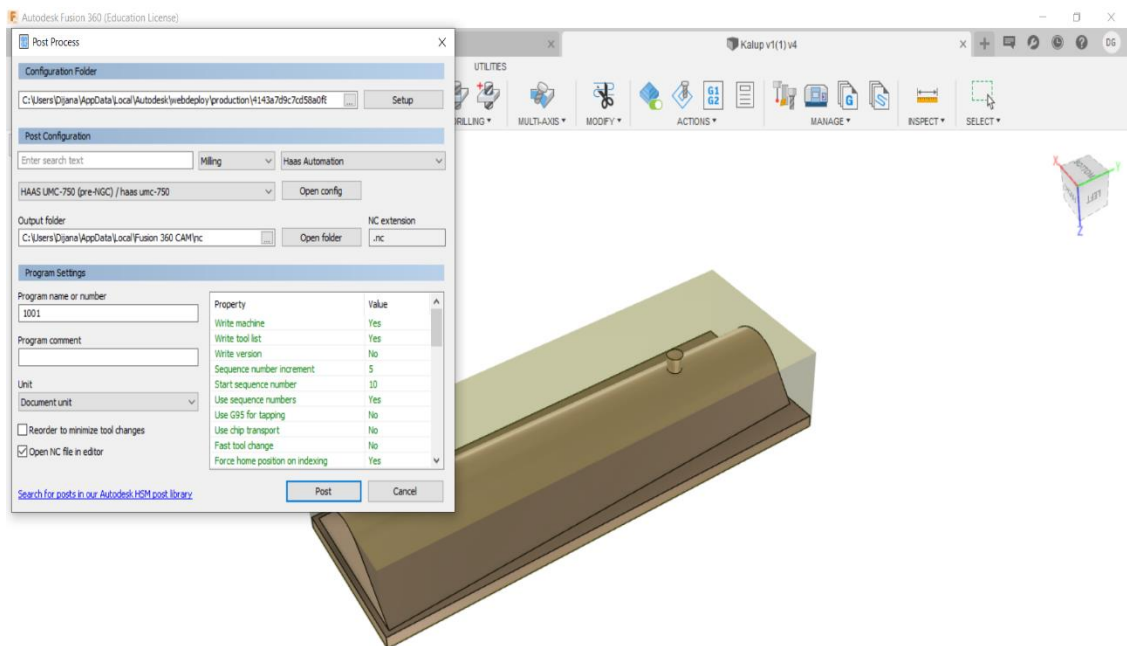 Autodesk Fusion 360 (Education License)
Post Process
Kalup v1(1) v4
DG
Configuration Folder
UTILITIES
C:\Users\Dijana\AppData\Local\Autodesk\webdeploy\production\4143a7d9c7cd58a0f8
...
Setup
G1
G2
G
S
MULTI-AXIS
MODIFY
ACTIONS
MANAGE
INSPECT
SELECT
Post Configuration
Enter search text
Milling
Haas Automation
HAAS UMC-750 (pre-NGC) / haas umc-750
Open config
Output folder
NC extension
C:\Users\Dijana\AppData\Local\Fusion 360 CAM\nc
...
Open folder
.nc
Program Settings
Program name or number
1001
Program comment
Unit
Document unit
Reorder to minimize tool changes
Open NC file in editor
Search for posts in our Autodesk HSM post library
Property Value
Write machine Yes
Write tool list Yes
Write version No
Sequence number increment 5
Start sequence number 10
Use sequence numbers Yes
Use G95 for tapping No
Use chip transport No
Fast tool change No
Force home position on indexing Yes
Post
Cancel
X
Y
BOTTOM
LEFT
Z